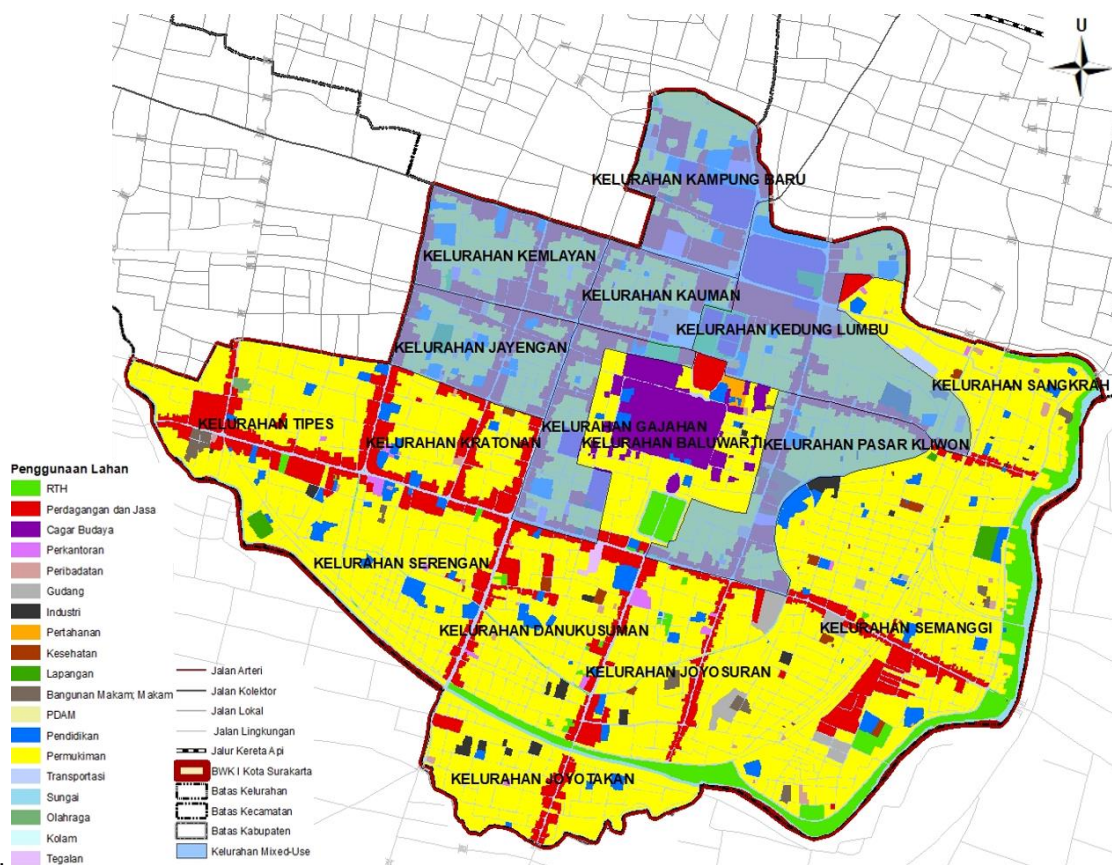 U
KELURAHAN KAMPUNG BARU
KELURAHAN KEMLAYAN
KELURAHAN KAUMAN
KELURAHAN KEDUNG LUMBU
KELURAHAN JAYENGAN
KELURAHAN SANGKRAH
KELURAHAN TIPES
KELURAHAN GAJAHAN
KELURAHAN KRATONAN
KELURAHAN BALUWARTI
KELURAHAN PASAR KLIWON
KELURAHAN SERENGAN
KELURAHAN DANUKUSUMAN
KELURAHAN SEMANGGI
KELURAHAN JOYOSURAN
KELURAHAN JOYOTAKAN
Penggunaan Lahan
RTH
Perdagangan dan Jasa
Cagar Budaya
Perkantoran
Peribadatan
Gudang
Industri
Pertahanan
Kesehatan
Lapangan
Bangunan Makam; Makam
PDAM
Pendidikan
Permukiman
Transportasi
Sungai
Olahraga
Kolam
Tegalan
Jalan Arteri
Jalan Kolektor
Jalan Lokal
Jalan Lingkungan
Jalur Kereta Api
BWK I Kota Surakarta
Batas Kelurahan
Batas Kecamatan
Batas Kabupaten
Kelurahan Mixed-Use